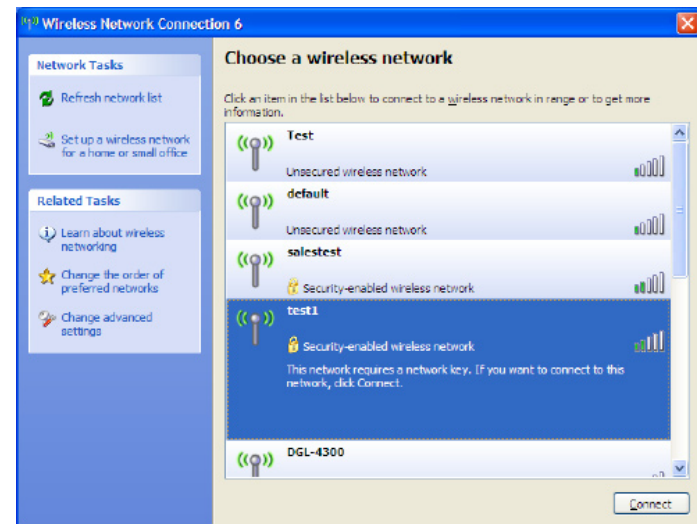 Wireless Network Connection 6
Network Tasks
Refresh network list
Set up a wireless network
for a home or small office
Related Tasks
Learn about wireless
networking
Change the order of
preferred networks
Change advanced
settings
Choose a wireless network
Click an item in the list below to connect to a wireless network in range or to get more
information.
Test
Unsecured wireless network
default
Unsecured wireless network
salestest
Security-enabled wireless network
test1
Security-enabled wireless network
This network requires a network key. If you want to connect to this
network, click Connect.
DGL-4300
Connect